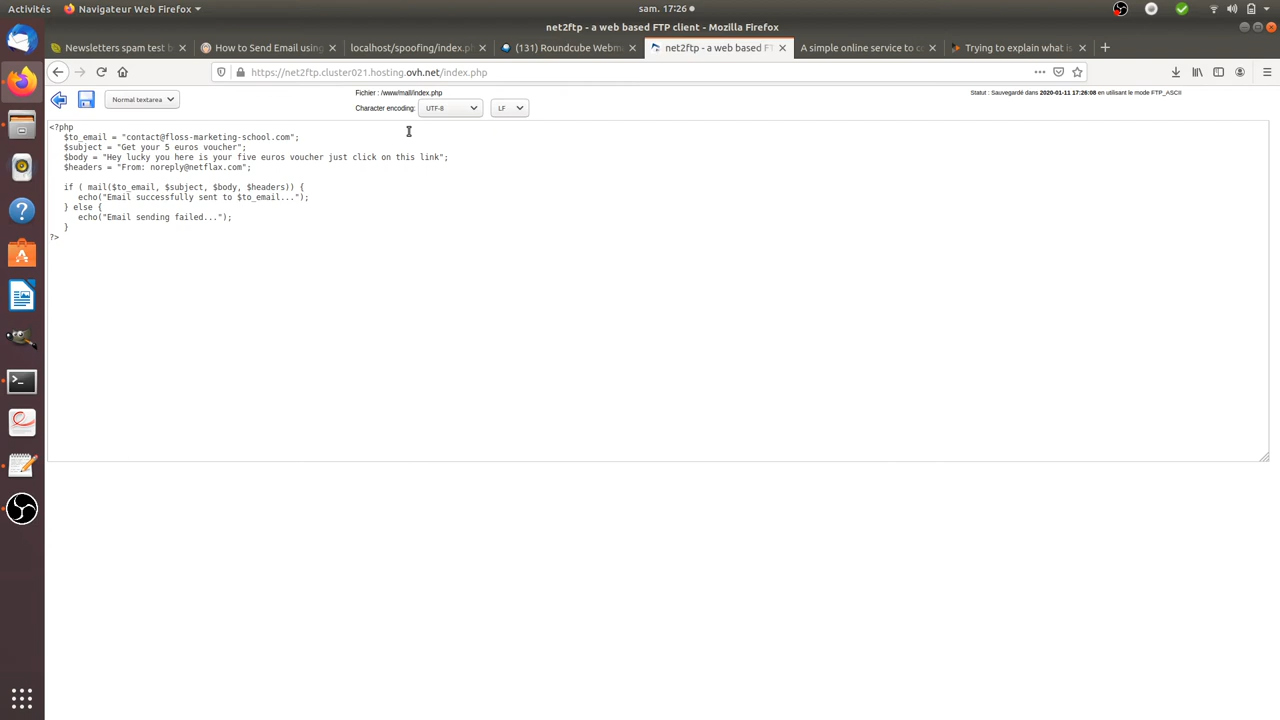 Activités
Navigateur Web Firefox
sam. 17:26
net2ftp - a web based FTP client - Mozilla Firefox
Newsletters spam test b
How to Send Email using
localhost/spoofing/index.ph
(131) Roundcube Webm
net2ftp - a web based FT
A simple online service to c
Trying to explain what is
https://net2ftp.cluster021.hosting.ovh.net/index.php
Normal textarea
Fichier : /www/mail/index.php
Statut : Sauvegardé dans 2020-01-11 17:26:08 en utilisant le mode FTP_ASCII
Character encoding: UTF-8 LF
<?php
$to_email = "contact@floss-marketing-school.com";
$subject = "Get your 5 euros voucher";
$body = "Hey lucky you here is your five euros voucher just click on this link";
$headers = "From: noreply@netflax.com";
if ( mail($to_email, $subject, $body, $headers)) {
echo("Email successfully sent to $to_email...");
} else {
echo("Email sending failed...");
}
?>